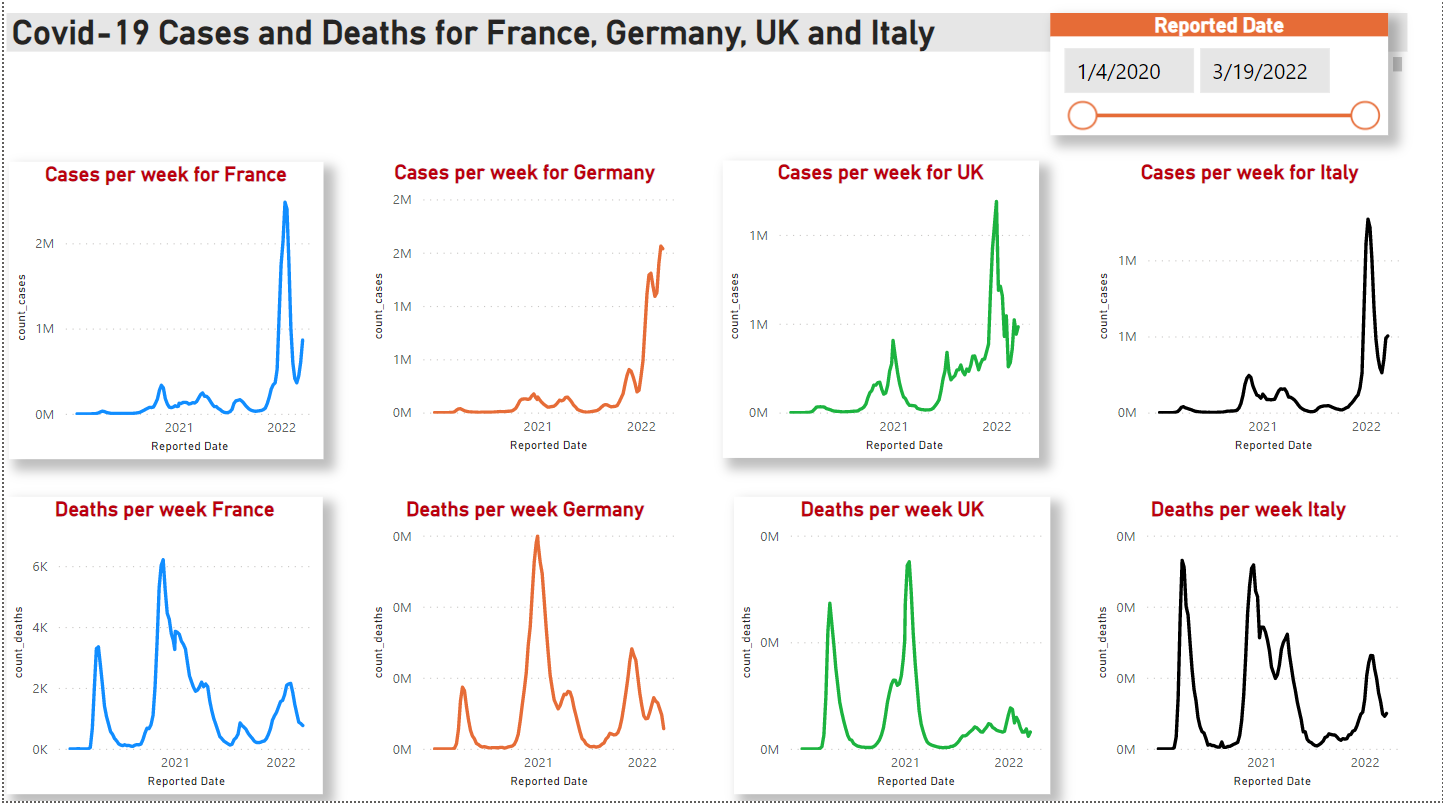 Covid-19 Cases and Deaths for France, Germany, UK and Italy
Reported Date
1/4/2020 3/19/2022
Cases per week for France
count_cases
2M
1M
0M
2021 2022
Reported Date
Cases per week for Germany
count_cases
2M
2M
1M
1M
0M
2021 2022
Reported Date
Cases per week for UK
count_cases
1M
1M
0M
2021 2022
Reported Date
Cases per week for Italy
count_cases
1M
1M
0M
2021 2022
Reported Date
Deaths per week France
count_deaths
6K
4K
2K
0K
2021 2022
Reported Date
Deaths per week Germany
count_deaths
0M
0M
0M
0M
2021 2022
Reported Date
Deaths per week UK
count_deaths
0M
0M
0M
2021 2022
Reported Date
Deaths per week Italy
count_deaths
0M
0M
0M
0M
2021 2022
Reported Date